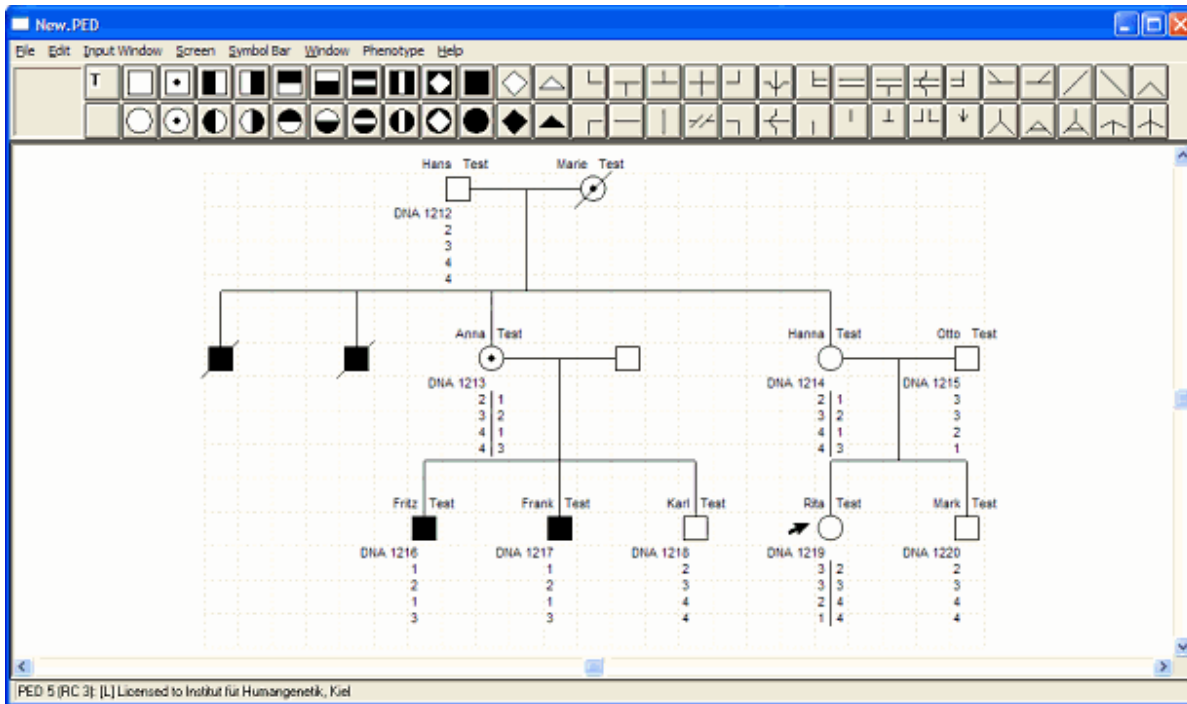 New.PED
File Edit Input Window Screen Symbol Bar Window Phenotype Help
T
Hans Test Marie Test
DNA 1212
2
3
4
4
Anna Test Hanna Test Otto Test
DNA 1213 DNA 1214 DNA 1215
2 1 2 1 3
3 2 3 2 3
4 1 4 1 2
4 3 4 3 1
Fritz Test Frank Test Karl Test Rita Test Mark Test
DNA 1216 DNA 1217 DNA 1218 DNA 1219 DNA 1220
1 1 2 3 2 2
2 2 3 3 3 3
1 1 4 2 4 4
3 3 4 1 4 4
PED 5 (RC 3): [L] Licensed to Institut für Humangenetik, Kiel